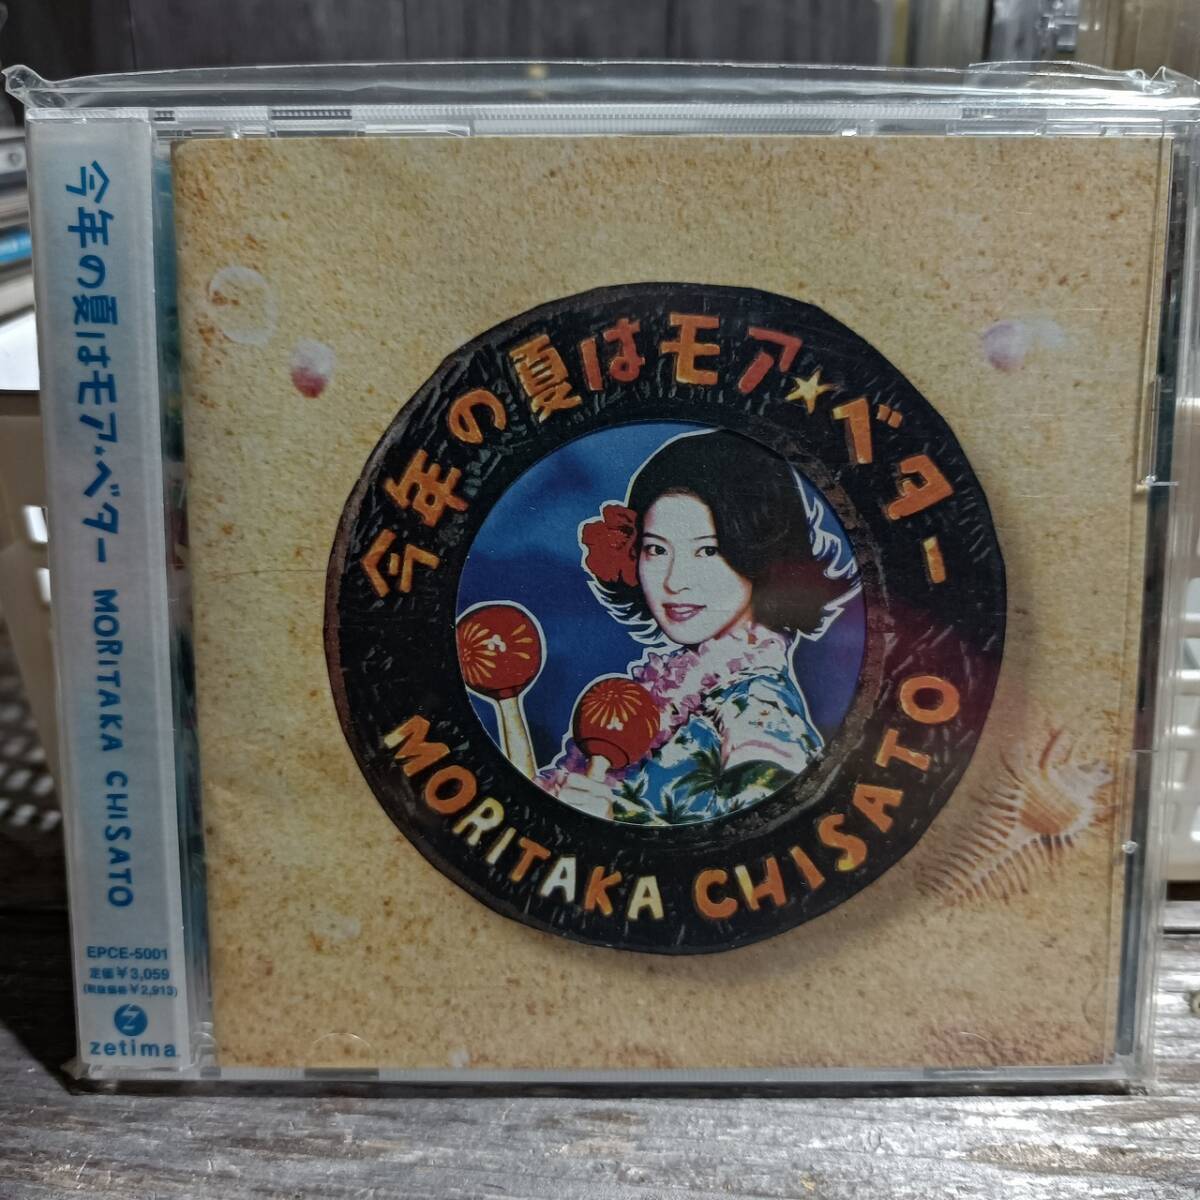 今年の夏はモア・ベター MORITAKA CHISATO
EPCE-5001
定価¥3,059
(税抜価格¥2,913)
zetima
今年の夏はモア★ベター
MORITAKA CHISATO